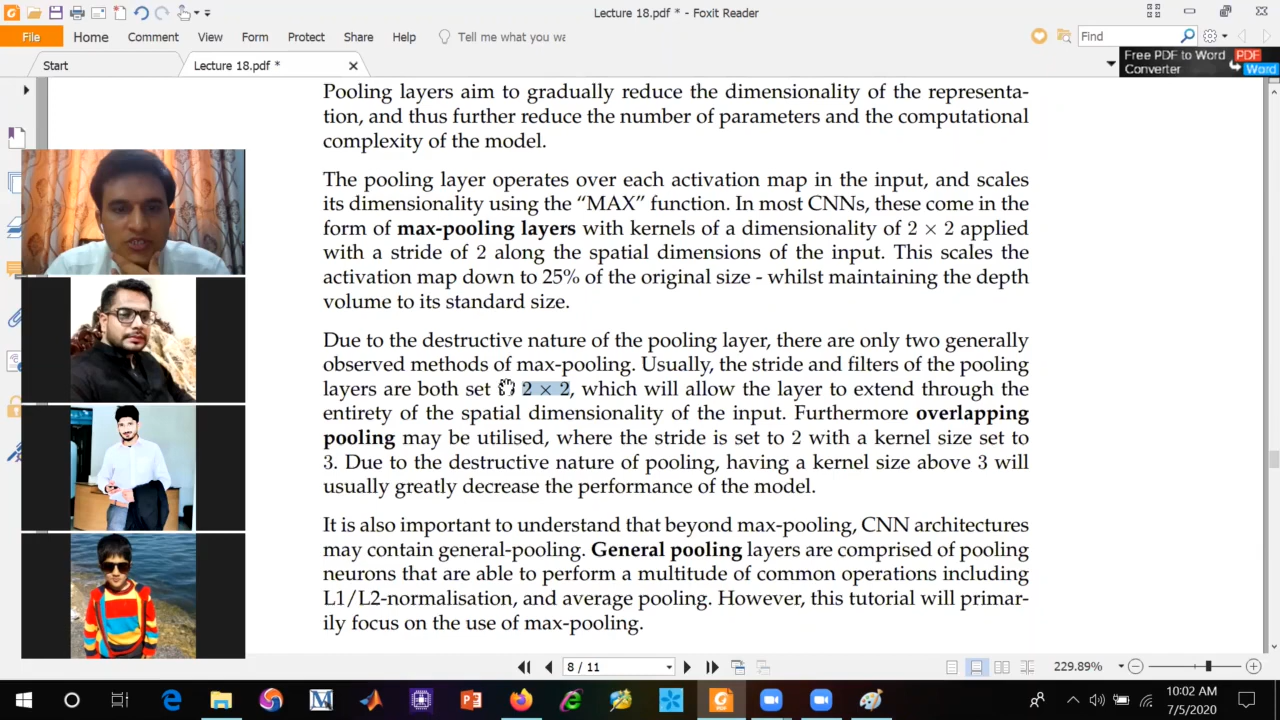 Lecture 18.pdf * - Foxit Reader
File Home Comment View Form Protect Share Help Tell me what you wa Find
Start Lecture 18.pdf *
Free PDF to Word PDF
Converter Word
Pooling layers aim to gradually reduce the dimensionality of the representa-
tion, and thus further reduce the number of parameters and the computational
complexity of the model.
The pooling layer operates over each activation map in the input, and scales
its dimensionality using the “MAX” function. In most CNNs, these come in the
form of max-pooling layers with kernels of a dimensionality of 2 × 2 applied
with a stride of 2 along the spatial dimensions of the input. This scales the
activation map down to 25% of the original size - whilst maintaining the depth
volume to its standard size.
Due to the destructive nature of the pooling layer, there are only two generally
observed methods of max-pooling. Usually, the stride and filters of the pooling
layers are both set 2 × 2, which will allow the layer to extend through the
entirety of the spatial dimensionality of the input. Furthermore overlapping
pooling may be utilised, where the stride is set to 2 with a kernel size set to
3. Due to the destructive nature of pooling, having a kernel size above 3 will
usually greatly decrease the performance of the model.
It is also important to understand that beyond max-pooling, CNN architectures
may contain general-pooling. General pooling layers are comprised of pooling
neurons that are able to perform a multitude of common operations including
L1/L2-normalisation, and average pooling. However, this tutorial will primar-
ily focus on the use of max-pooling.
8 / 11 229.89%
10:02 AM
7/5/2020